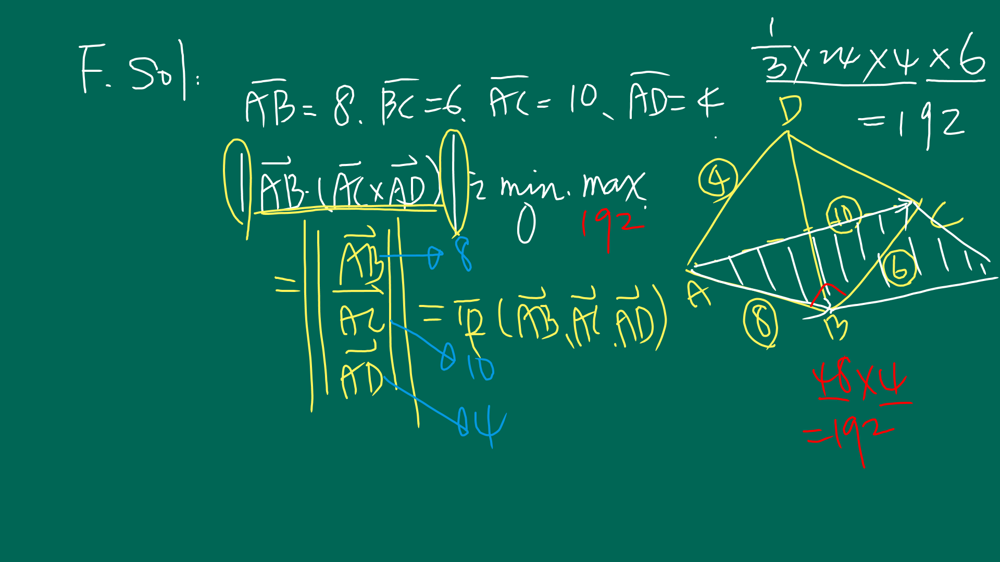 F. Sol:
AB = 8. BC = 6. AC = 10、AD = 4
|AB·(AC×AD)| 之 min. max.
0 192
= ||AB AC AD|| = 平(AB、AC、AD)
8
10
4
1/3 × 24 × 4 × 6
= 192
D
4
10
C
6
A
8
B
48×4
= 192